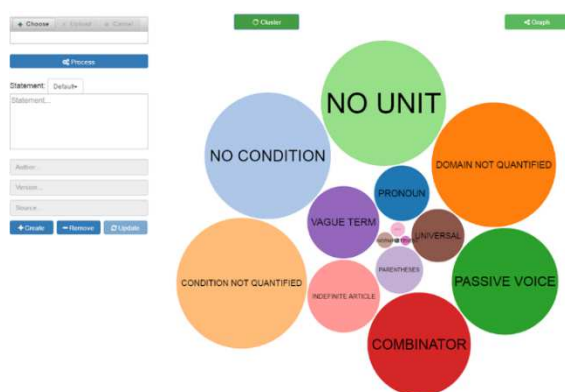 Choose Upload Cancel
Cluster
Graph
Process
Statement: Default
Statement...
Author...
Version...
Source...
Create Remove Update
NO UNIT
NO CONDITION
DOMAIN NOT QUANTIFIED
PRONOUN
VAGUE TERM
UNIVERSAL
PARENTHESES
CONDITION NOT QUANTIFIED
INDEFINITE ARTICLE
PASSIVE VOICE
COMBINATOR